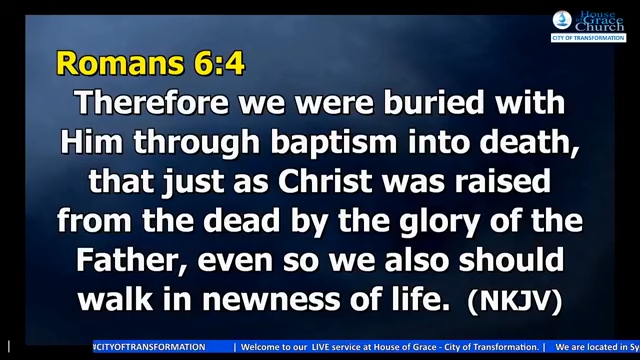 House
of Grace
Church
CITY OF TRANSFORMATION
Romans 6:4
Therefore we were buried with
Him through baptism into death,
that just as Christ was raised
from the dead by the glory of the
Father, even so we also should
walk in newness of life. (NKJV)
| #CITYOFTRANSFORMATION | Welcome to our LIVE service at House of Grace - City of Transformation. | We are located in Sy